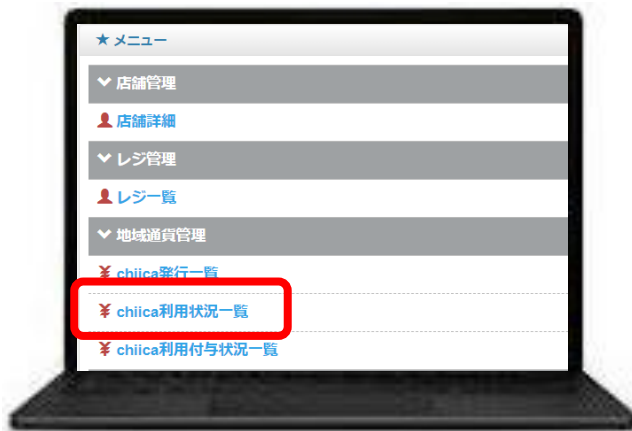 ★ メニュー
店舗管理
店舗詳細
レジ管理
レジ一覧
地域通貨管理
¥ chiica発行一覧
¥ chiica利用状況一覧
¥ chiica利用付与状況一覧